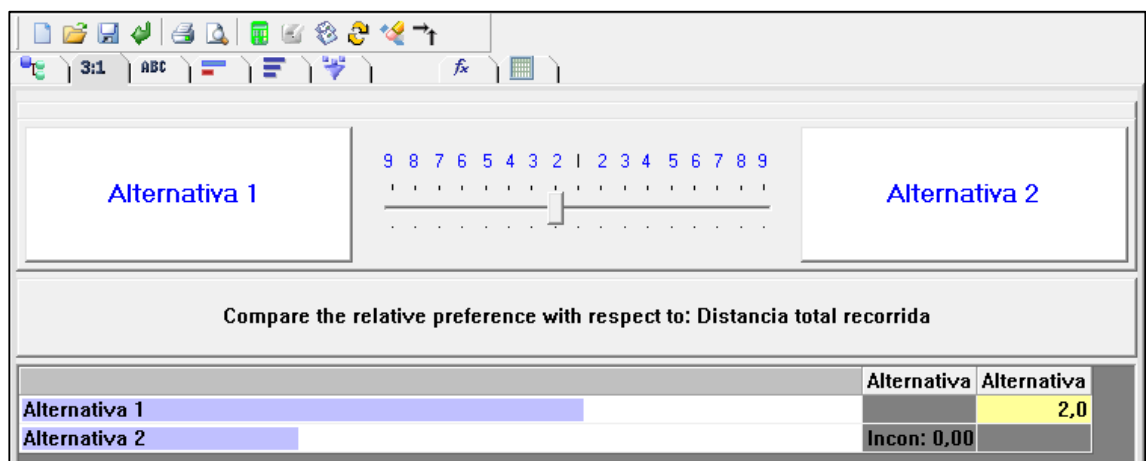 3:1 ABC fx
9 8 7 6 5 4 3 2 | 2 3 4 5 6 7 8 9
Alternativa 1
Alternativa 2
Compare the relative preference with respect to: Distancia total recorrida
Alternativa Alternativa
Alternativa 1 2,0
Alternativa 2 Incon: 0,00